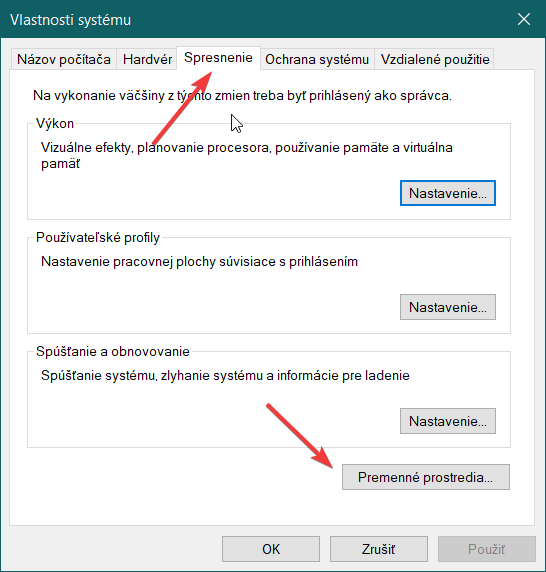 Vlastnosti systému
Názov počítača Hardvér Spresnenie Ochrana systému Vzdialené použitie
Na vykonanie väčšiny z týchto zmien treba byť prihlásený ako správca.
Výkon
Vizuálne efekty, plánovanie procesora, používanie pamäte a virtuálna
pamäť
Nastavenie...
Používateľské profily
Nastavenie pracovnej plochy súvisiace s prihlásením
Nastavenie...
Spúšťanie a obnovovanie
Spúšťanie systému, zlyhanie systému a informácie pre ladenie
Nastavenie...
Premenné prostredia...
OK Zrušiť Použiť